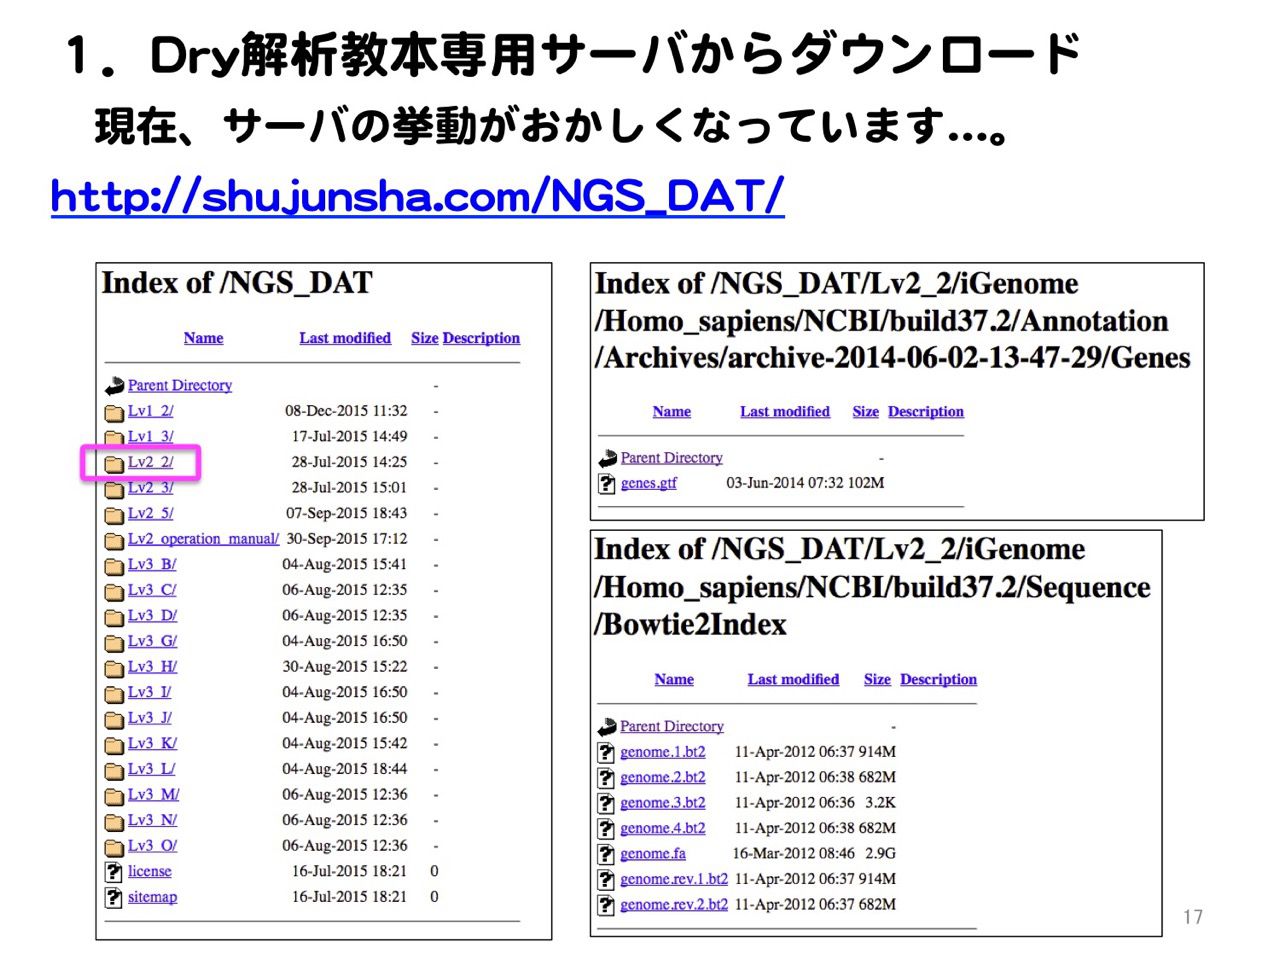 1．Dry解析教本専用サーバからダウンロード
現在、サーバの挙動がおかしくなっています…。
http://shujunsha.com/NGS_DAT/
Index of /NGS_DAT
Name Last modified Size Description
Parent Directory -
Lv1_2/ 08-Dec-2015 11:32 -
Lv1_3/ 17-Jul-2015 14:49 -
Lv2_2/ 28-Jul-2015 14:25 -
Lv2_3/ 28-Jul-2015 15:01 -
Lv2_5/ 07-Sep-2015 18:43 -
Lv2_operation_manual/ 30-Sep-2015 17:12 -
Lv3_B/ 04-Aug-2015 15:41 -
Lv3_C/ 06-Aug-2015 12:35 -
Lv3_D/ 06-Aug-2015 12:35 -
Lv3_G/ 04-Aug-2015 16:50 -
Lv3_H/ 30-Aug-2015 15:22 -
Lv3_I/ 04-Aug-2015 16:50 -
Lv3_J/ 04-Aug-2015 16:50 -
Lv3_K/ 04-Aug-2015 15:42 -
Lv3_L/ 04-Aug-2015 18:44 -
Lv3_M/ 06-Aug-2015 12:36 -
Lv3_N/ 06-Aug-2015 12:36 -
Lv3_O/ 06-Aug-2015 12:36 -
license 16-Jul-2015 18:21 0
sitemap 16-Jul-2015 18:21 0
Index of /NGS_DAT/Lv2_2/iGenome
/Homo_sapiens/NCBI/build37.2/Annotation
/Archives/archive-2014-06-02-13-47-29/Genes
Name Last modified Size Description
Parent Directory -
genes.gtf 03-Jun-2014 07:32 102M
Index of /NGS_DAT/Lv2_2/iGenome
/Homo_sapiens/NCBI/build37.2/Sequence
/Bowtie2Index
Name Last modified Size Description
Parent Directory -
genome.1.bt2 11-Apr-2012 06:37 914M
genome.2.bt2 11-Apr-2012 06:38 682M
genome.3.bt2 11-Apr-2012 06:36 3.2K
genome.4.bt2 11-Apr-2012 06:38 682M
genome.fa 16-Mar-2012 08:46 2.9G
genome.rev.1.bt2 11-Apr-2012 06:37 914M
genome.rev.2.bt2 11-Apr-2012 06:37 682M
17